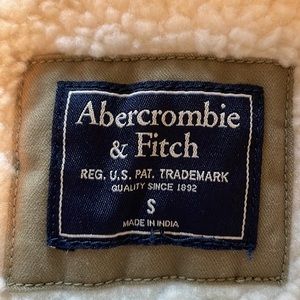 Abercrombie
& Fitch
REG. U.S. PAT. TRADEMARK
QUALITY SINCE 1892
S
MADE IN INDIA